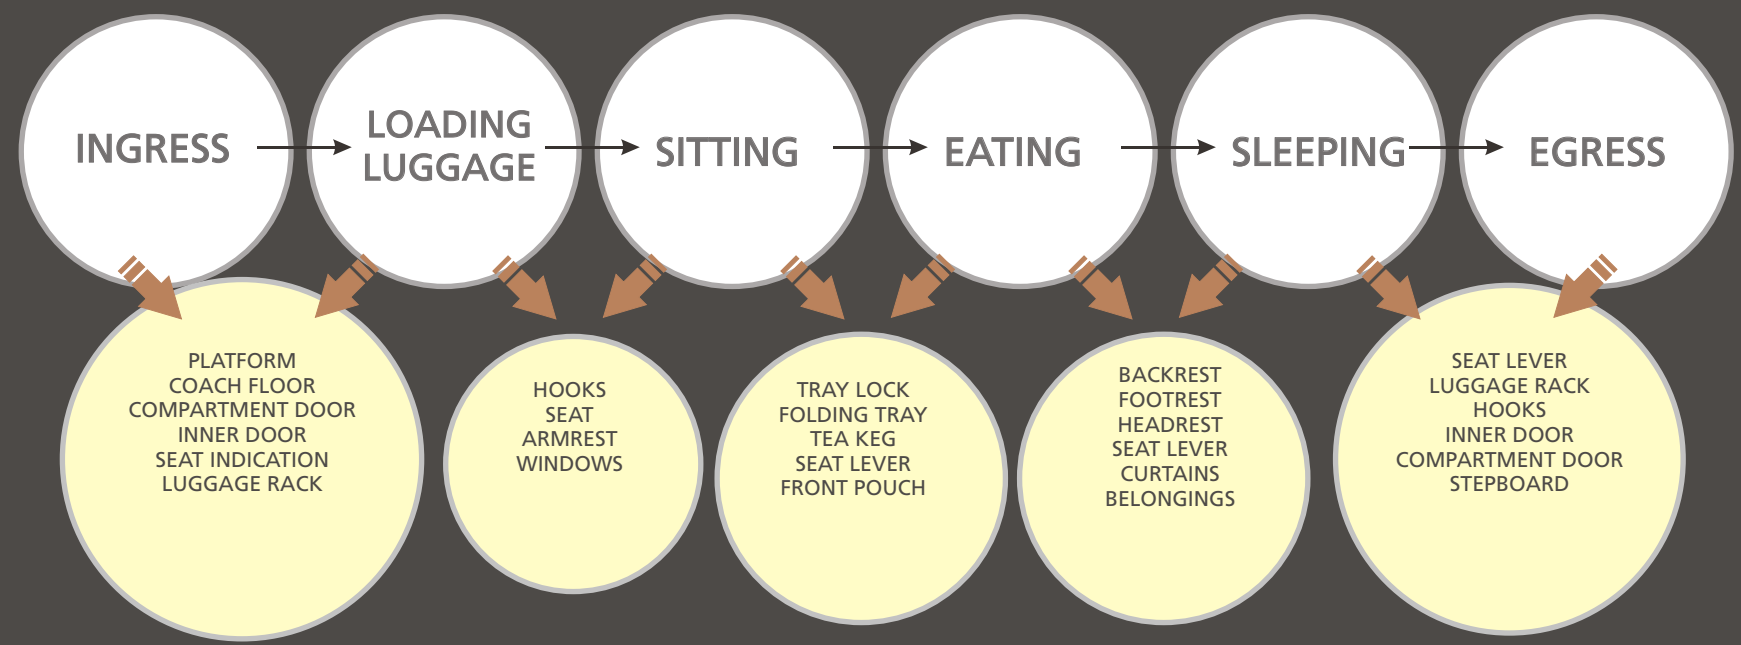 INGRESS
LOADING
LUGGAGE
SITTING
EATING
SLEEPING
EGRESS
PLATFORM
COACH FLOOR
COMPARTMENT DOOR
INNER DOOR
SEAT INDICATION
LUGGAGE RACK
HOOKS
SEAT
ARMREST
WINDOWS
TRAY LOCK
FOLDING TRAY
TEA KEG
SEAT LEVER
FRONT POUCH
BACKREST
FOOTREST
HEADREST
SEAT LEVER
CURTAINS
BELONGINGS
SEAT LEVER
LUGGAGE RACK
HOOKS
INNER DOOR
COMPARTMENT DOOR
STEPBOARD